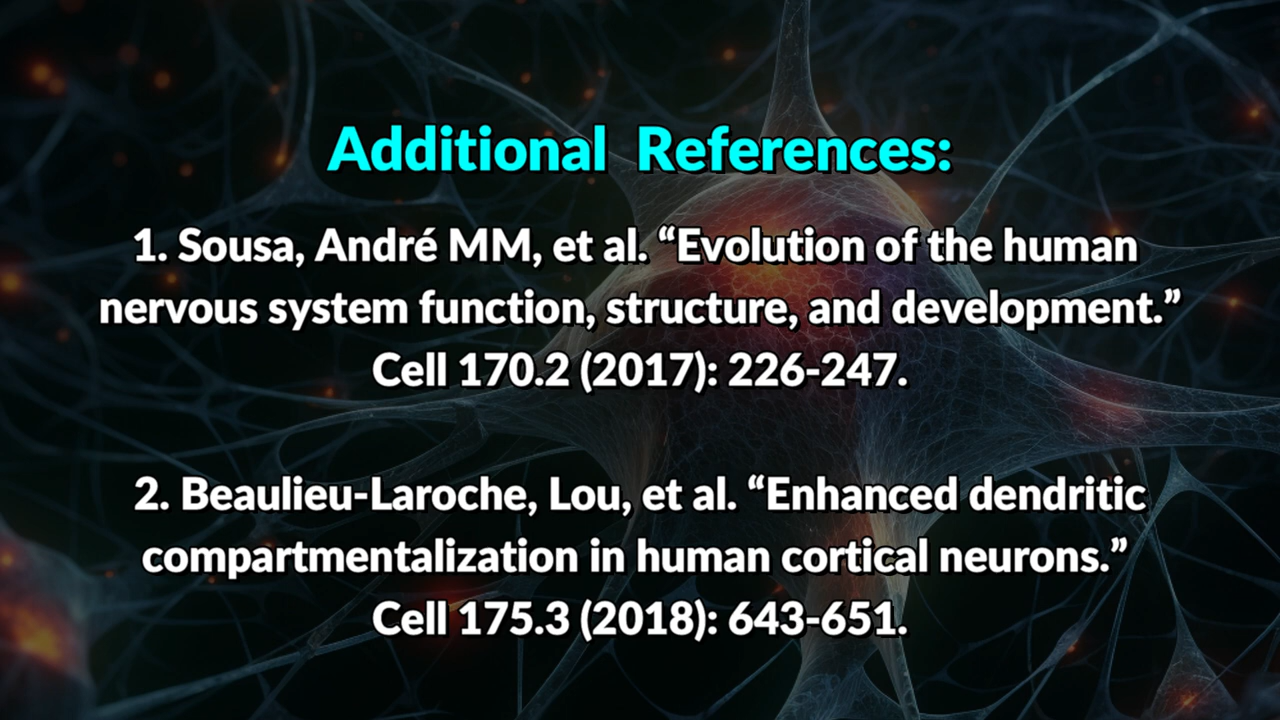 Additional References:
1. Sousa, André MM, et al. “Evolution of the human
nervous system function, structure, and development.”
Cell 170.2 (2017): 226-247.
2. Beaulieu-Laroche, Lou, et al. “Enhanced dendritic
compartmentalization in human cortical neurons.”
Cell 175.3 (2018): 643-651.